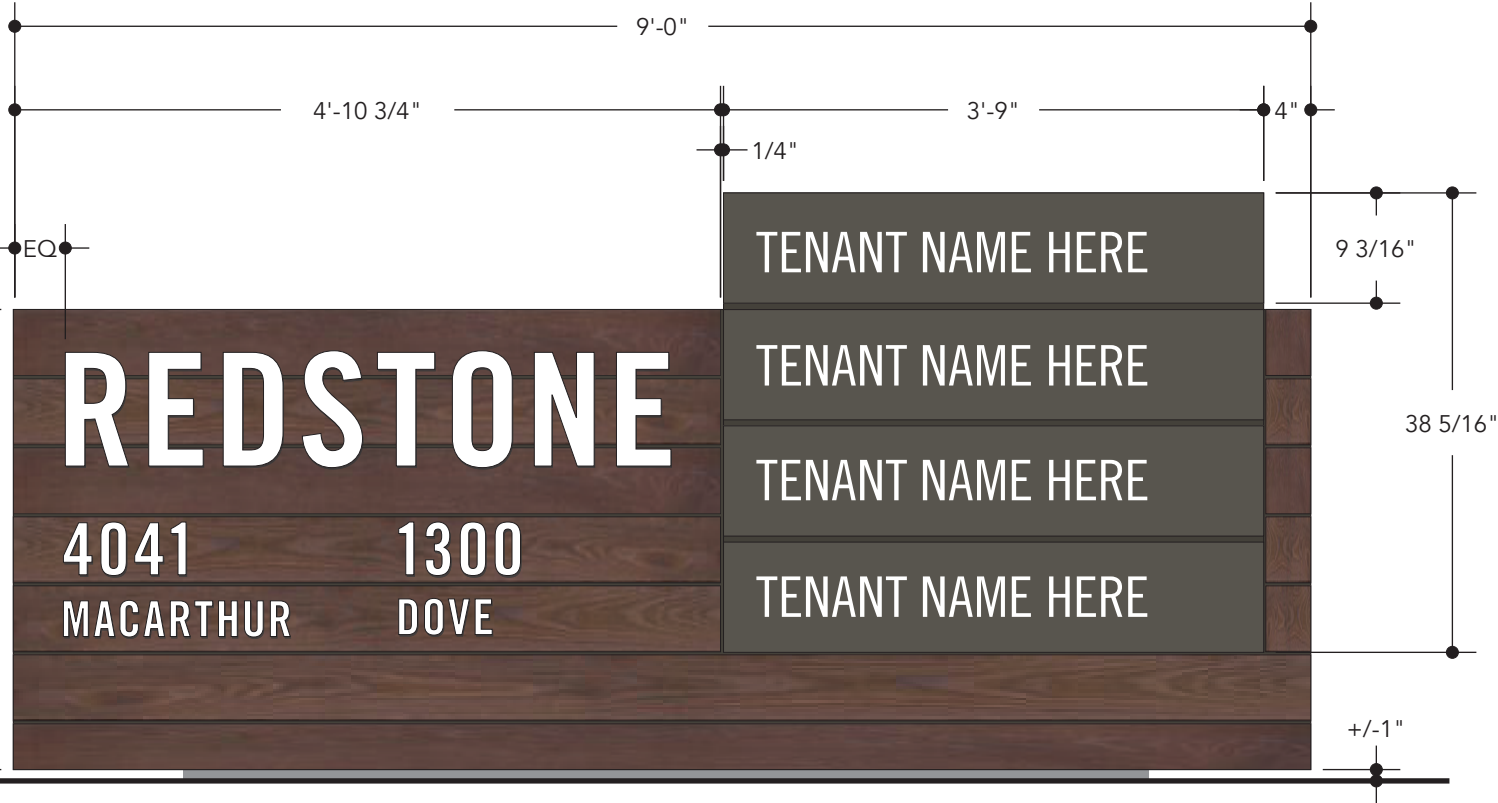 9'-0"
4'-10 3/4"
3'-9"
4"
1/4"
EQ
9 3/16"
38 5/16"
TENANT NAME HERE
TENANT NAME HERE
TENANT NAME HERE
TENANT NAME HERE
REDSTONE
4041 1300
MACARTHUR DOVE
+/-1"